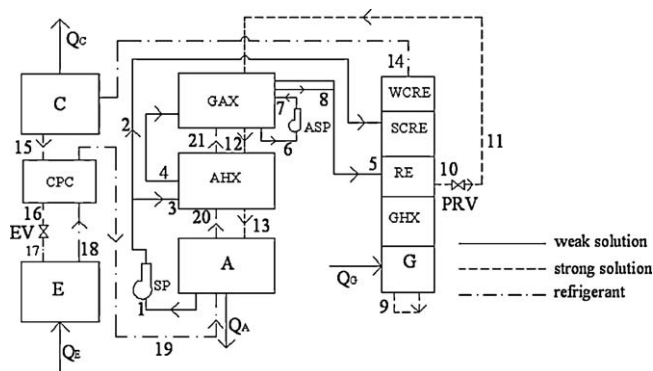 Qc
14
C
GAX
WCRE
2
7
8
SCRE
ASP
11
15
21
12
6
10
CPC
4
AHX
5
RE
PRV
16
3
EV
20
13
GHX
17
18
weak solution
SP
A
QG
G
strong solution
E
1
9
refrigerant
QA
QE
19